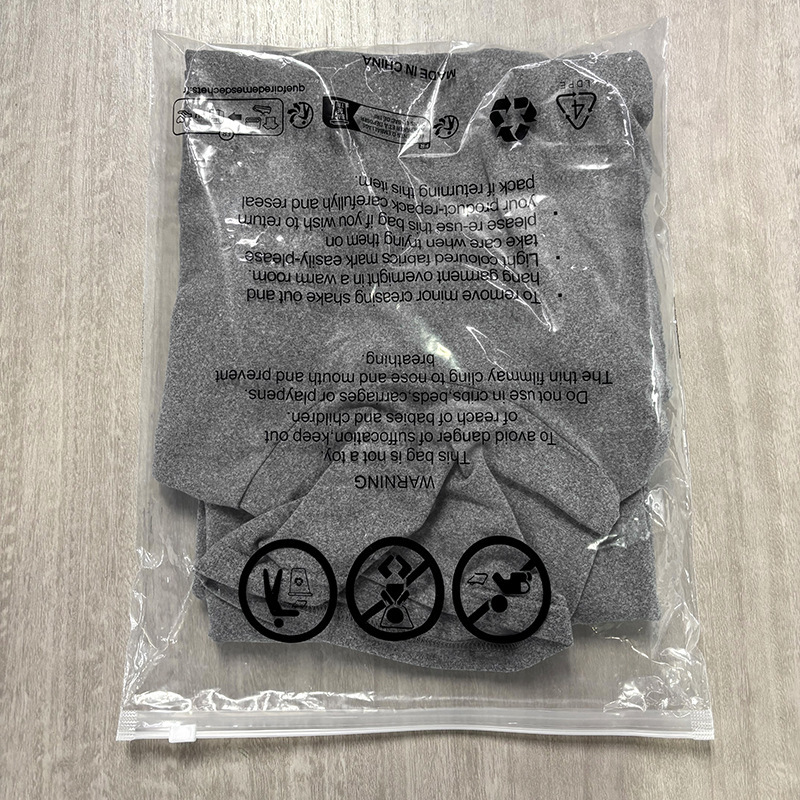 WARNING
This bag is not a toy.
To avoid danger of suffocation,keep out
of reach of babies and children.
Do not use in cribs,beds,carriages or playpens.
The thin filmmay cling to nose and mouth and prevent
breathing.
• To remove minor creasing shake out and
hang garment overnight in a warm room.
• Light coloured fabrics mark easily-please
take care when trying them on
• please re-use this bag if you wish to return
your product-repack carefullyh and reseal
pack if returning this item.
4
LDPE
quefairedemesdechets.fr
MADE IN CHINA